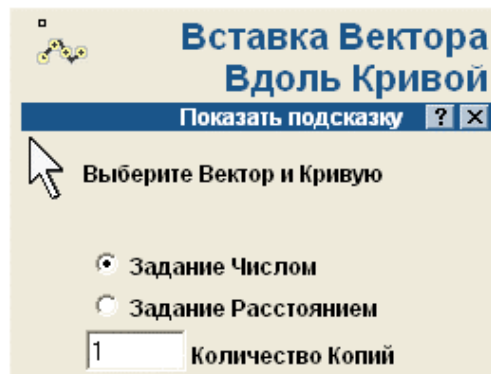 Вставка Вектора
Вдоль Кривой
Показать подсказку ? X
Выберите Вектор и Кривую
Задание Числом
Задание Расстоянием
1 Количество Копий